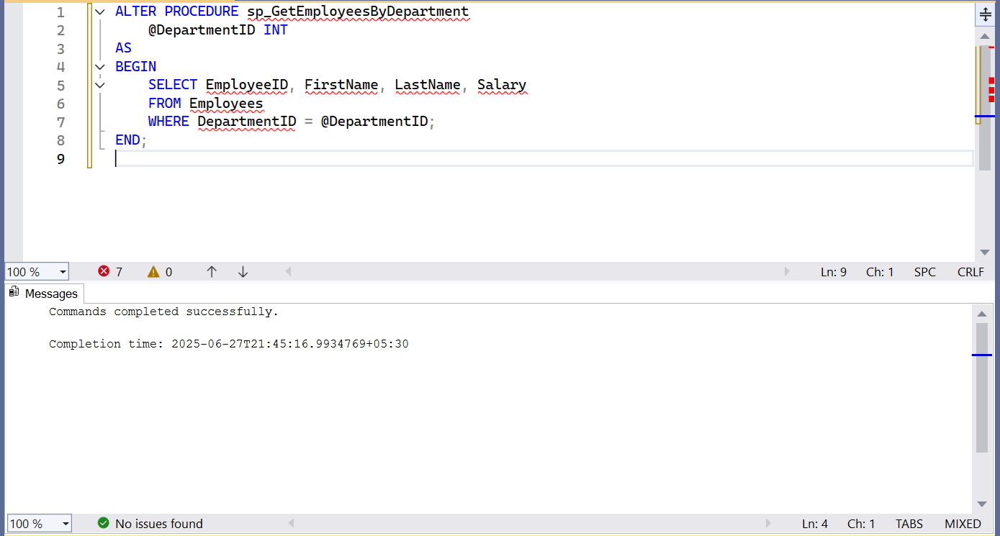 1 ALTER PROCEDURE sp_GetEmployeesByDepartment
2 @DepartmentID INT
3 AS
4 BEGIN
5 SELECT EmployeeID, FirstName, LastName, Salary
6 FROM Employees
7 WHERE DepartmentID = @DepartmentID;
8 END;
9
100 % 7 0 Ln: 9 Ch: 1 SPC CRLF
Messages
Commands completed successfully.
Completion time: 2025-06-27T21:45:16.9934769+05:30
100 % No issues found Ln: 4 Ch: 1 TABS MIXED